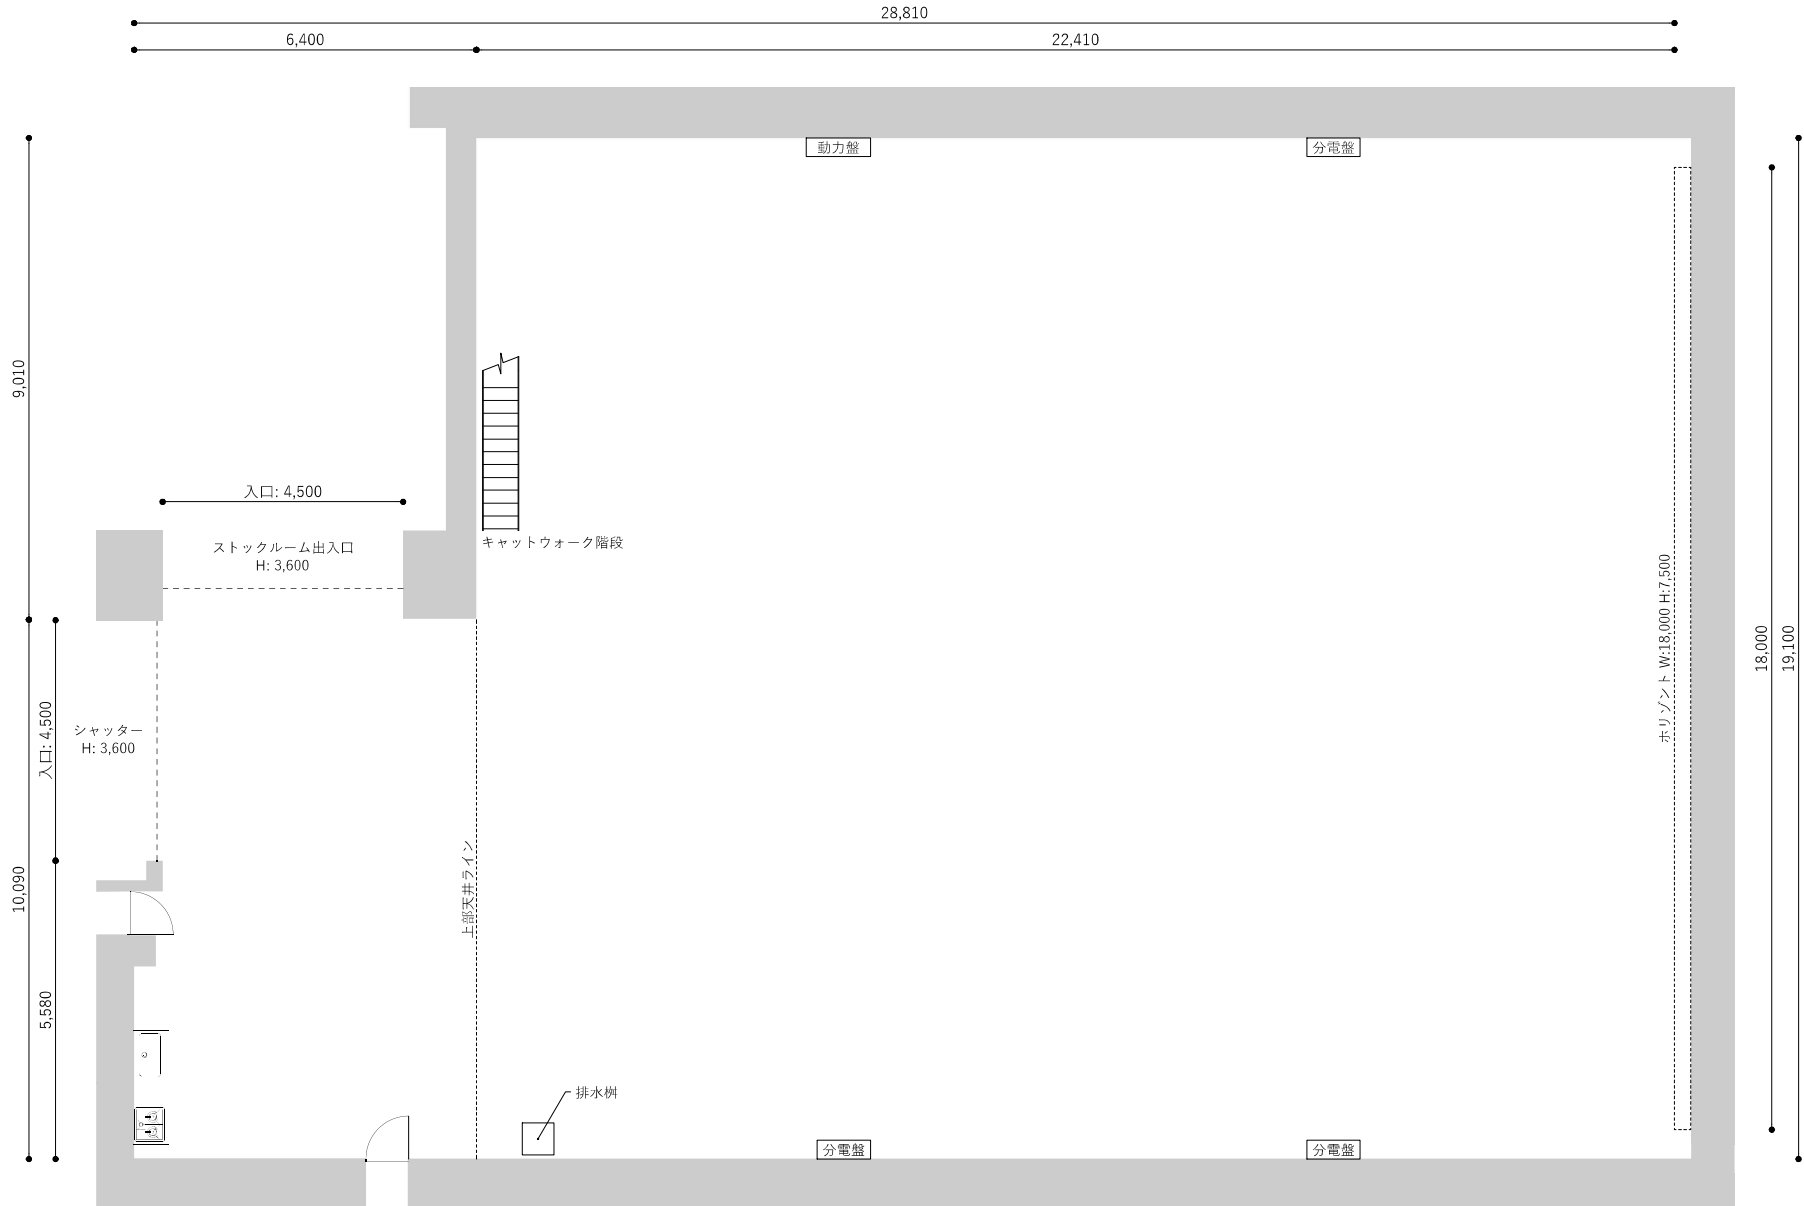 28,810
6,400
22,410
動力盤
分電盤
9,010
入口: 4,500
ストックルーム出入口
H: 3,600
キャットウォーク階段
ホリゾント W:18,000 H:7,500
18,000
19,100
入口: 4,500
シャッター
H: 3,600
10,090
上部天井ライン
5,580
排水桝
分電盤
分電盤